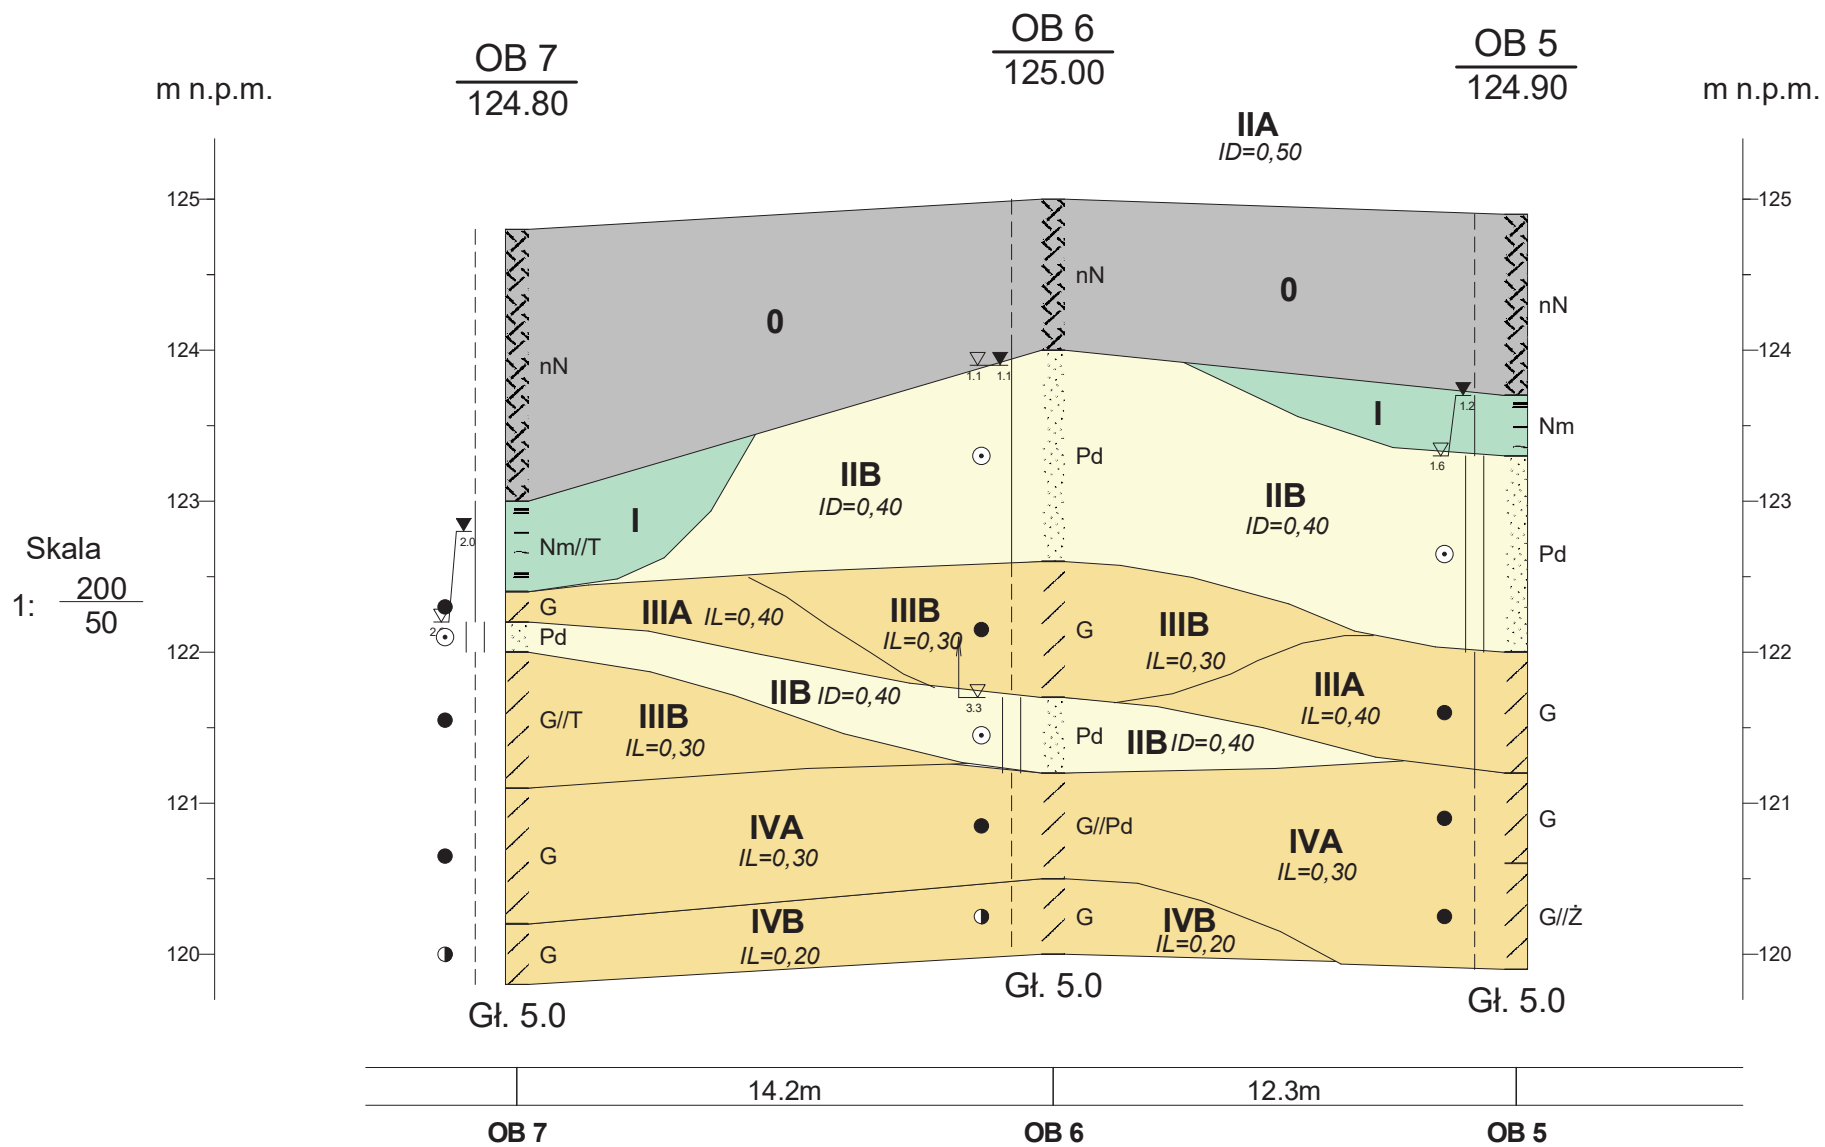 OB 7
124.80
OB 6
125.00
OB 5
124.90
m n.p.m.
m n.p.m.
IIA
ID=0,50
125
125
nN
0
nN
0
nN
124
124
1.1
1.1
1.2
I
Nm
Pd
1.6
IIB
ID=0,40
IIB
ID=0,40
123
123
I
2.0
Nm//T
Pd
Skala
1:
200
50
G
IIIA IL=0,40
IIIB
IL=0,30
G
IIIB
IL=0,30
2
Pd
122
122
IIB ID=0,40
3.3
IIIA
IL=0,40
G
G//T
IIIB
IL=0,30
Pd
IIB ID=0,40
121
121
G
IVA
IL=0,30
G//Pd
IVA
IL=0,30
G
IVB
IL=0,20
G
IVB
IL=0,20
G//Ż
G
120
120
Gł. 5.0
Gł. 5.0
Gł. 5.0
14.2m
12.3m
OB 7
OB 6
OB 5